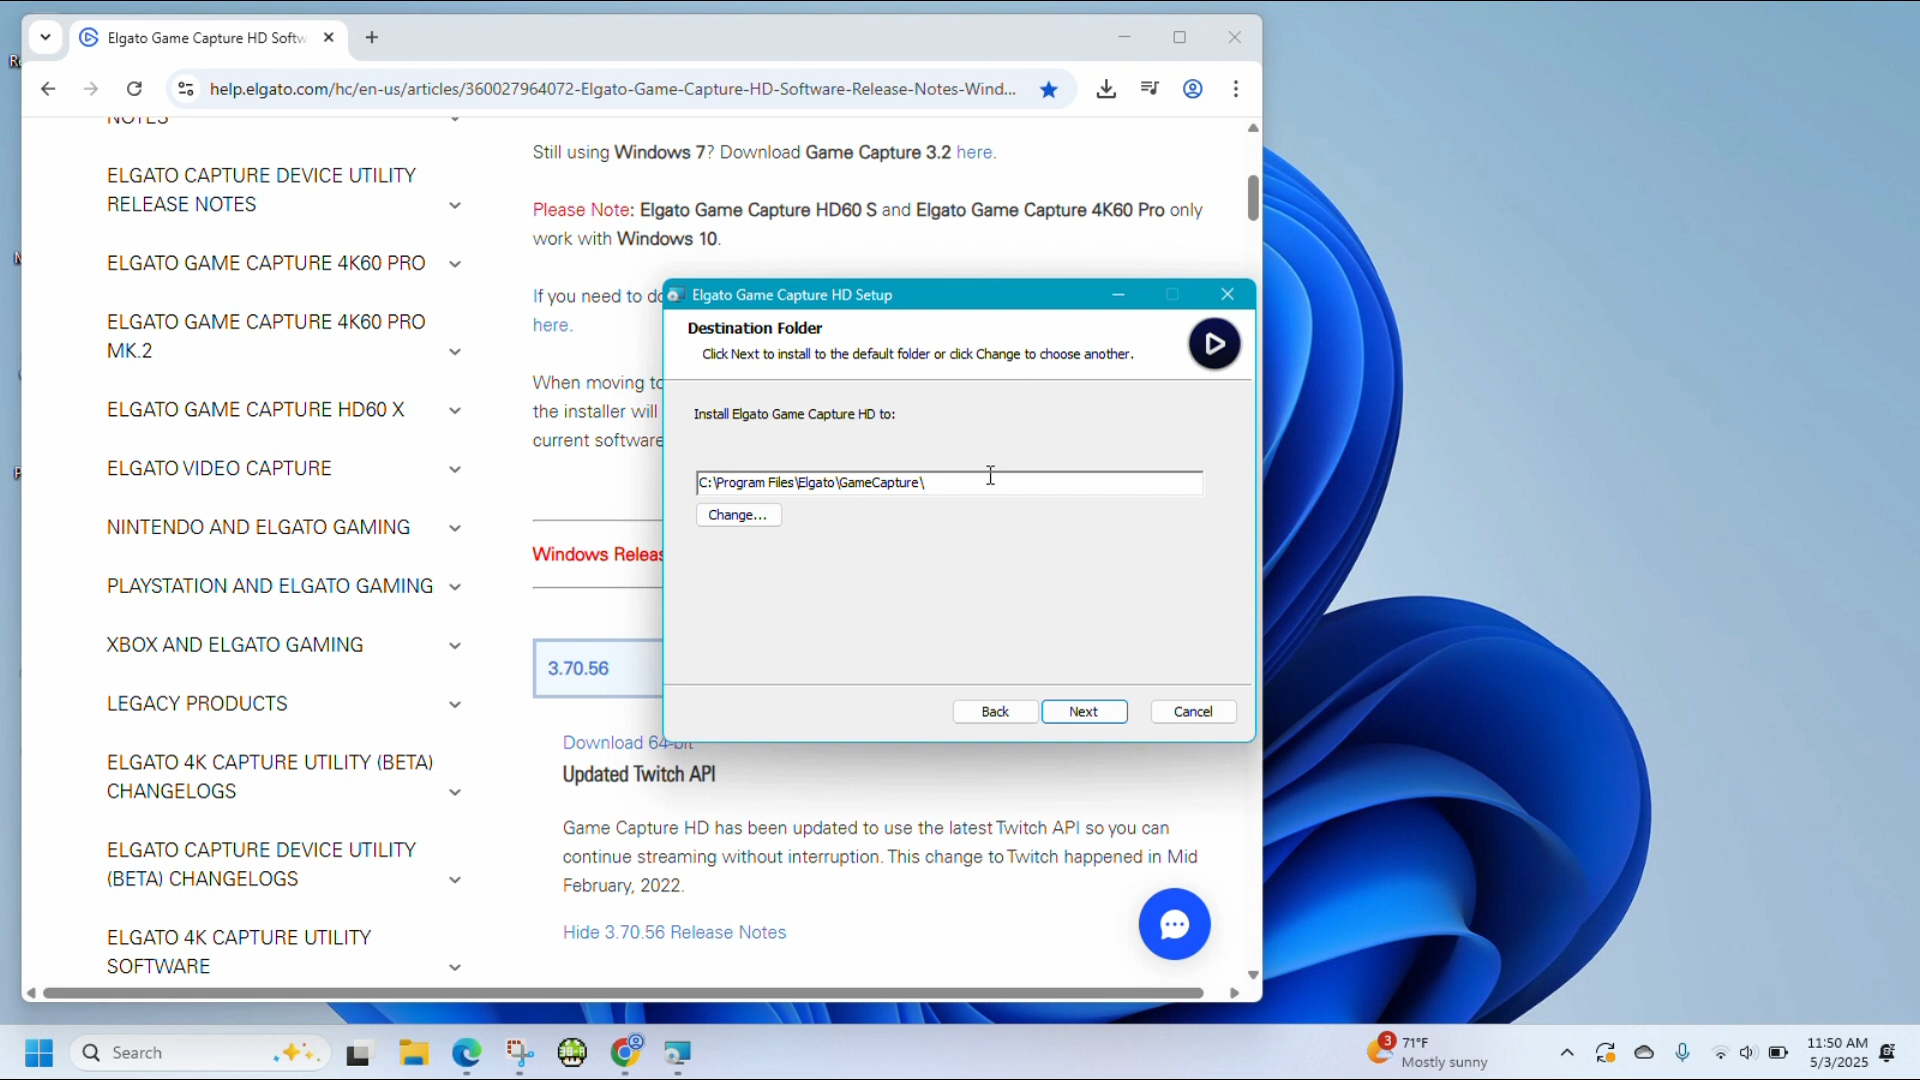 Elgato Game Capture HD Softw
help.elgato.com/hc/en-us/articles/360027964072-Elgato-Game-Capture-HD-Software-Release-Notes-Wind...
NOTES
ELGATO CAPTURE DEVICE UTILITY
RELEASE NOTES
ELGATO GAME CAPTURE 4K60 PRO
ELGATO GAME CAPTURE 4K60 PRO
MK.2
ELGATO GAME CAPTURE HD60 X
ELGATO VIDEO CAPTURE
NINTENDO AND ELGATO GAMING
PLAYSTATION AND ELGATO GAMING
XBOX AND ELGATO GAMING
LEGACY PRODUCTS
ELGATO 4K CAPTURE UTILITY (BETA)
CHANGELOGS
ELGATO CAPTURE DEVICE UTILITY
(BETA) CHANGELOGS
ELGATO 4K CAPTURE UTILITY
SOFTWARE
Still using Windows 7? Download Game Capture 3.2 here.
Please Note: Elgato Game Capture HD60 S and Elgato Game Capture 4K60 Pro only
work with Windows 10.
If you need to do
here.
When moving to
the installer will
current software
Windows Releas
3.70.56
Download 64-bit
Updated Twitch API
Game Capture HD has been updated to use the latest Twitch API so you can
continue streaming without interruption. This change to Twitch happened in Mid
February, 2022.
Hide 3.70.56 Release Notes
Elgato Game Capture HD Setup
Destination Folder
Click Next to install to the default folder or click Change to choose another.
Install Elgato Game Capture HD to:
C:\Program Files\Elgato\GameCapture\
Change...
Back
Next
Cancel
Search
3
71°F
Mostly sunny
11:50 AM
5/3/2025